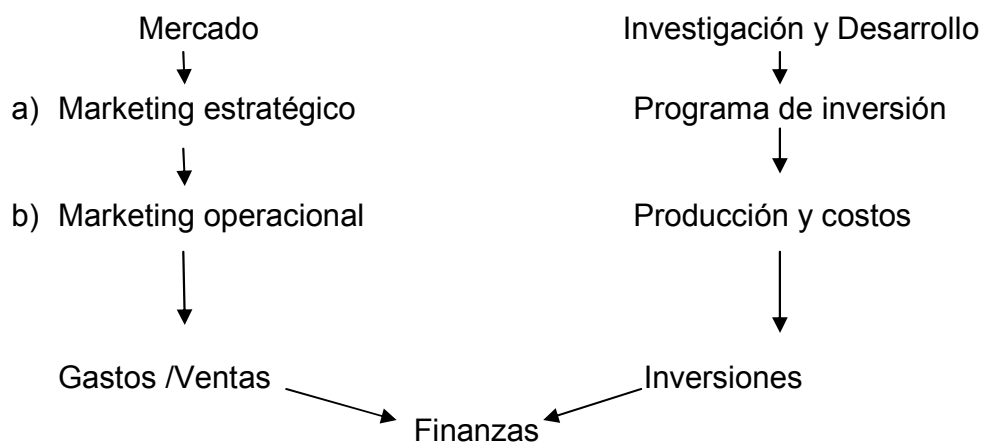 Mercado Investigación y Desarrollo
a) Marketing estratégico Programa de inversión
b) Marketing operacional Producción y costos
Gastos /Ventas Inversiones
Finanzas